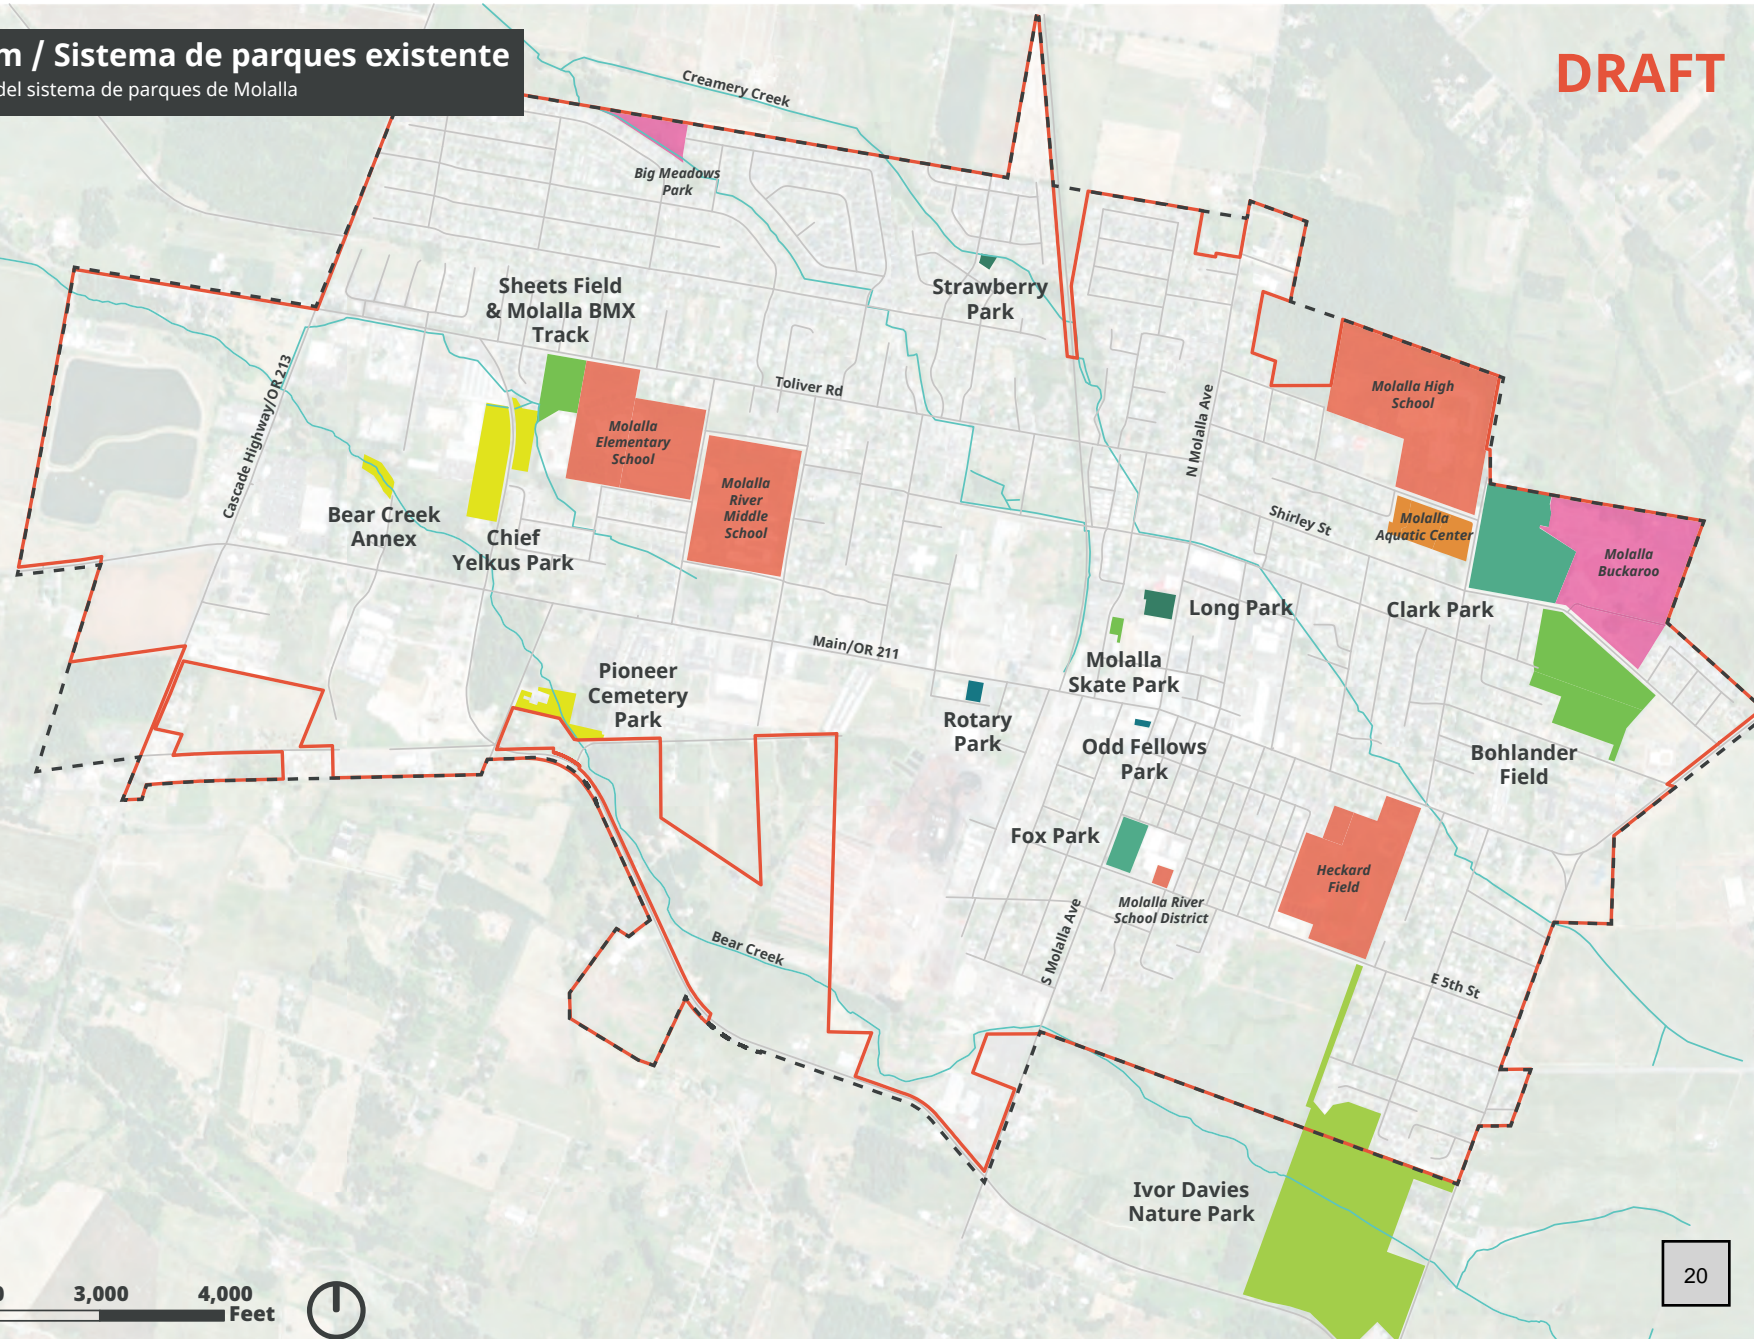 m / Sistema de parques existente
del sistema de parques de Molalla
DRAFT
Creamery Creek
Big Meadows
Park
Sheets Field
& Molalla BMX
Track
Strawberry
Park
Toliver Rd
Cascade Highway/OR 213
N Molalla Ave
Molalla High
School
Molalla
Elementary
School
Molalla
River
Middle
School
Bear Creek
Annex
Chief
Yelkus Park
Shirley St
Molalla
Aquatic Center
Molalla
Buckaroo
Long Park
Clark Park
Main/OR 211
Molalla
Skate Park
Pioneer
Cemetery
Park
Rotary
Park
Odd Fellows
Park
Bohlander
Field
Fox Park
Heckard
Field
Molalla River
School District
S Molalla Ave
Bear Creek
E 5th St
Ivor Davies
Nature Park
3,000
4,000
Feet
20